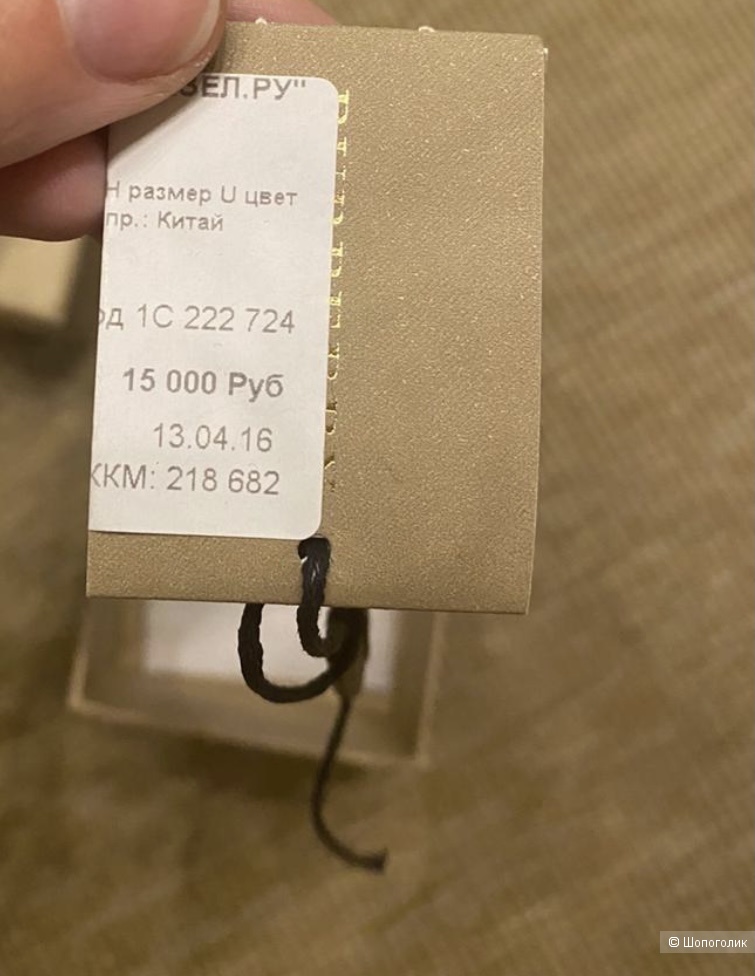 ЗЕЛ.РУ"
Н размер U цвет
пр.: Китай
од 1С 222 724
15 000 Руб
13.04.16
ККМ: 218 682
© Шопоголик